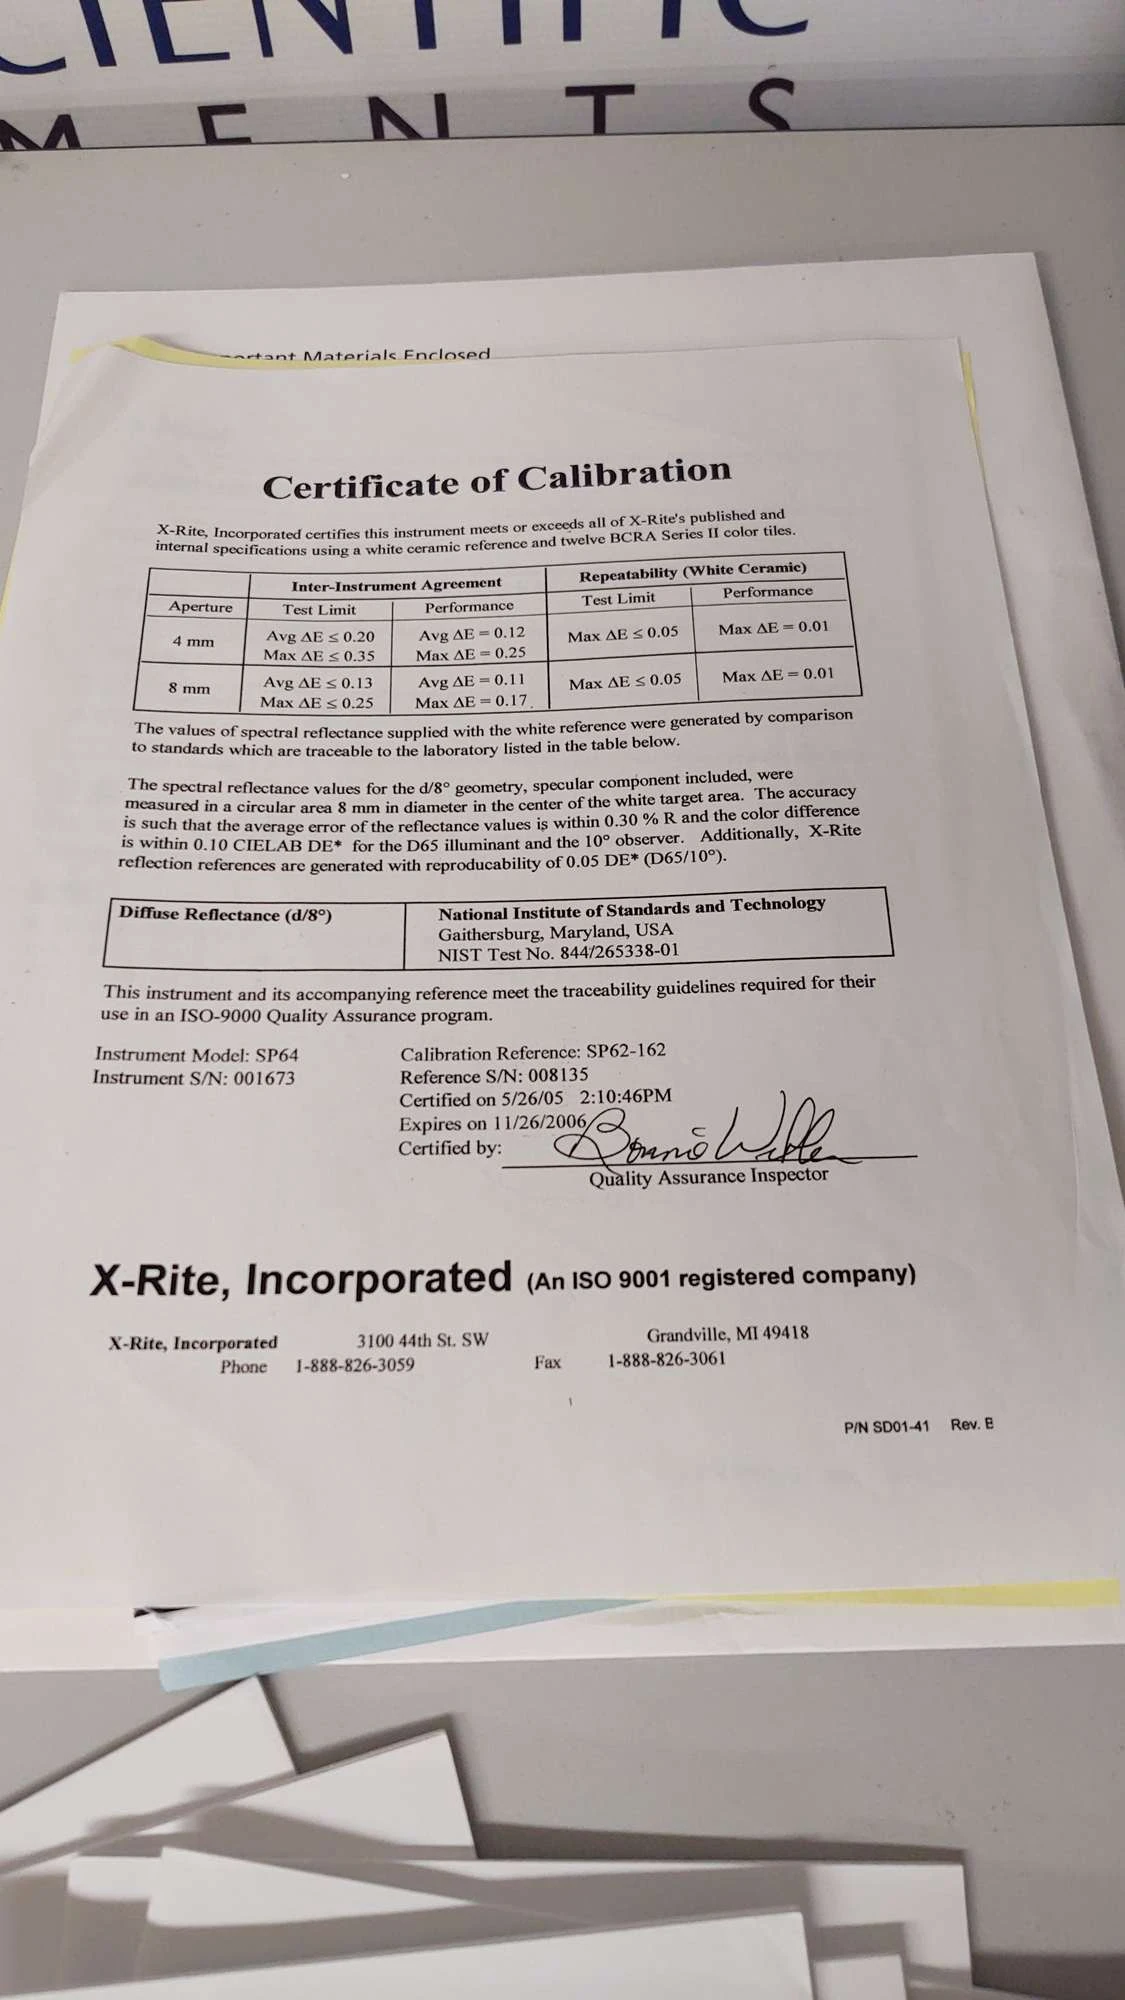 CIENTIFIC
MENTS
ortant Materials Enclosed
Certificate of Calibration
X-Rite, Incorporated certifies this instrument meets or exceeds all of X-Rite's published and
internal specifications using a white ceramic reference and twelve BCRA Series II color tiles.
Inter-Instrument Agreement Repeatability (White Ceramic)
Aperture Test Limit Performance Test Limit Performance
4 mm Avg ΔE ≤ 0.20 Avg ΔE = 0.12 Max ΔE ≤ 0.05 Max ΔE = 0.01
Max ΔE ≤ 0.35 Max ΔE = 0.25
8 mm Avg ΔE ≤ 0.13 Avg ΔE = 0.11 Max ΔE ≤ 0.05 Max ΔE = 0.01
Max ΔE ≤ 0.25 Max ΔE = 0.17
The values of spectral reflectance supplied with the white reference were generated by comparison
to standards which are traceable to the laboratory listed in the table below.
The spectral reflectance values for the d/8° geometry, specular component included, were
measured in a circular area 8 mm in diameter in the center of the white target area. The accuracy
is such that the average error of the reflectance values is within 0.30 % R and the color difference
is within 0.10 CIELAB DE* for the D65 illuminant and the 10° observer. Additionally, X-Rite
reflection references are generated with reproducability of 0.05 DE* (D65/10°).
Diffuse Reflectance (d/8°) National Institute of Standards and Technology
Gaithersburg, Maryland, USA
NIST Test No. 844/265338-01
This instrument and its accompanying reference meet the traceability guidelines required for their
use in an ISO-9000 Quality Assurance program.
Instrument Model: SP64 Calibration Reference: SP62-162
Instrument S/N: 001673 Reference S/N: 008135
Certified on 5/26/05 2:10:46PM
Expires on 11/26/2006
Certified by:
Quality Assurance Inspector
X-Rite, Incorporated (An ISO 9001 registered company)
X-Rite, Incorporated 3100 44th St. SW Grandville, MI 49418
Phone 1-888-826-3059 Fax 1-888-826-3061
P/N SD01-41 Rev. E